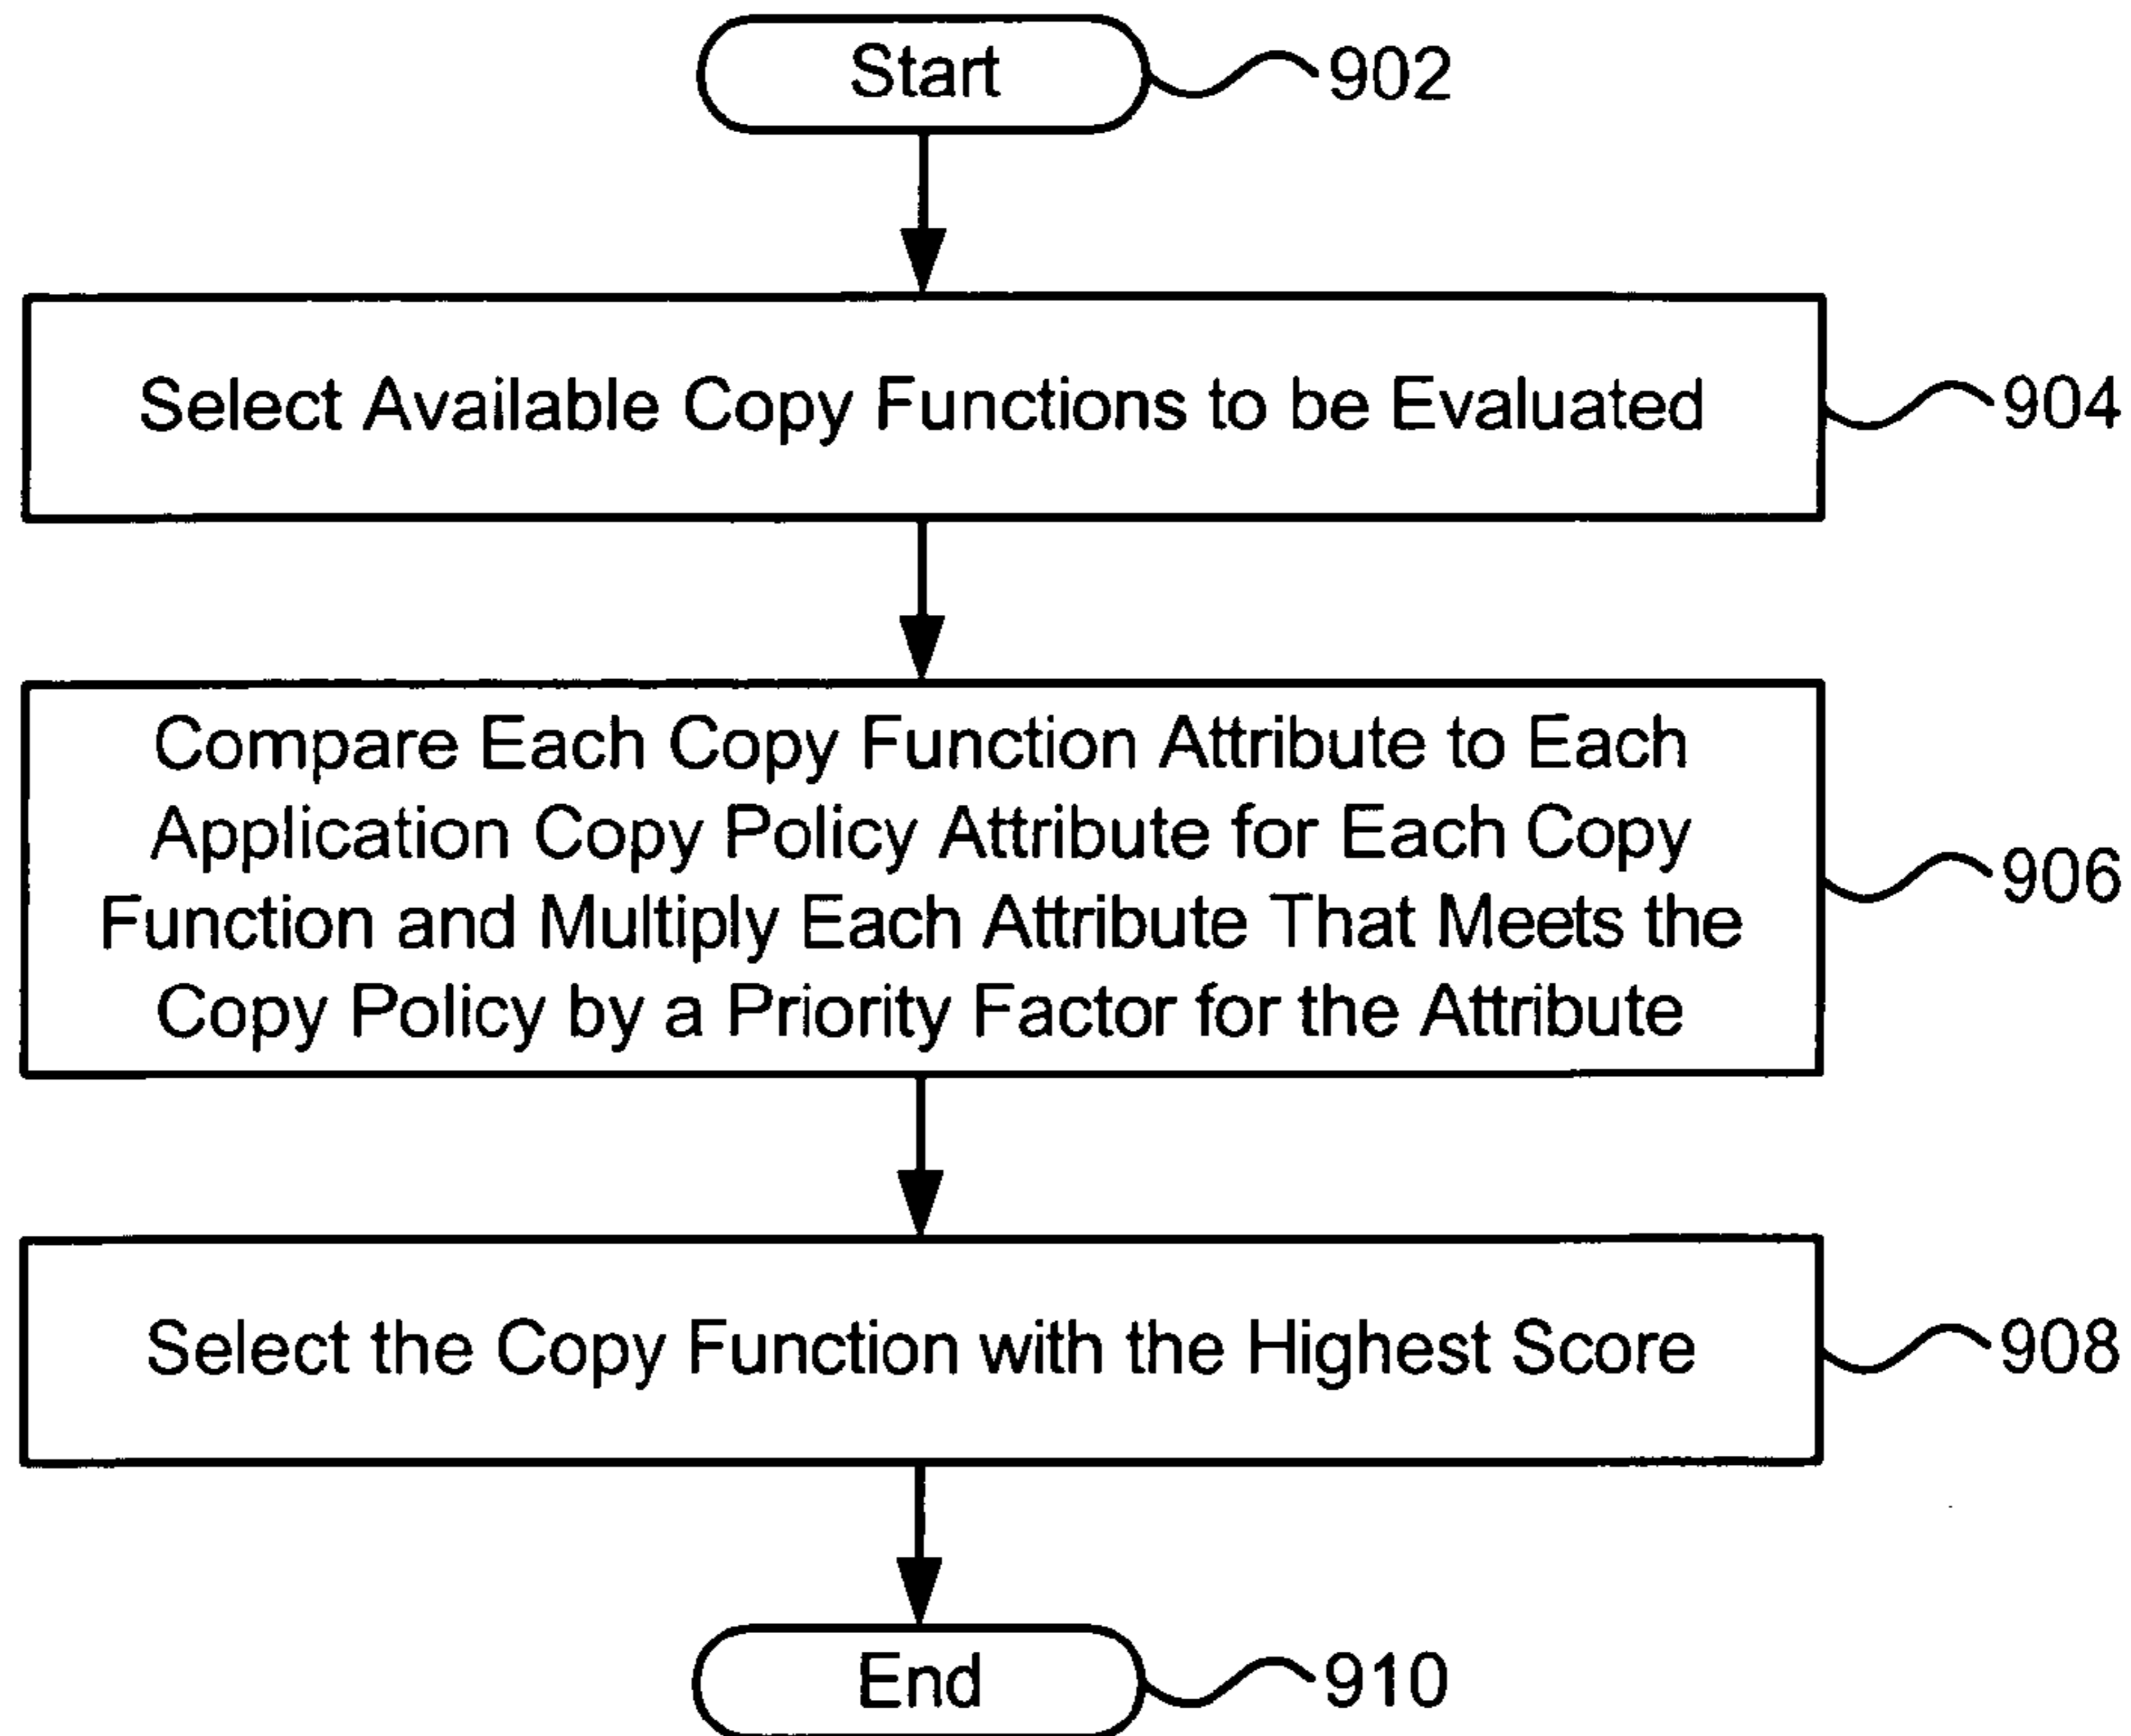 Start
902
Select Available Copy Functions to be Evaluated
904
Compare Each Copy Function Attribute to Each
Application Copy Policy Attribute for Each Copy
Function and Multiply Each Attribute That Meets the
Copy Policy by a Priority Factor for the Attribute
906
Select the Copy Function with the Highest Score
908
End
910